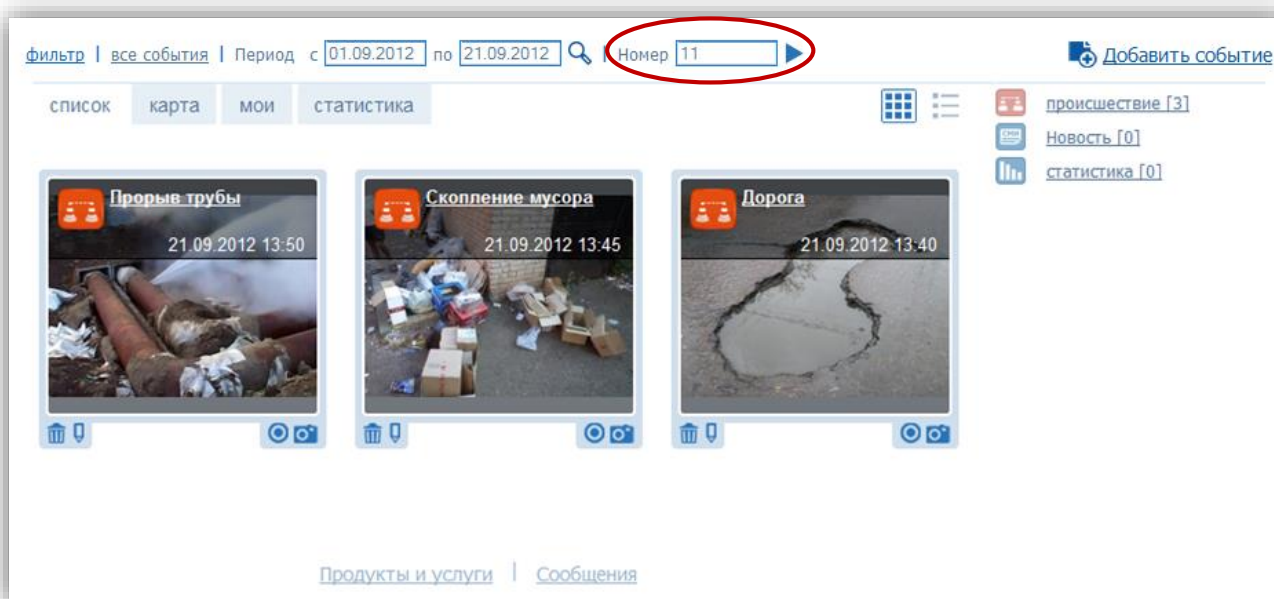 фильтр | все события | Период с 01.09.2012 по 21.09.2012 | Номер 11
Добавить событие
список карта мои статистика
происшествие [3]
СМИ Новость [0]
статистика [0]
Прорыв трубы
21.09.2012 13:50
Скопление мусора
21.09.2012 13:45
Дорога
21.09.2012 13:40
Продукты и услуги | Сообщения